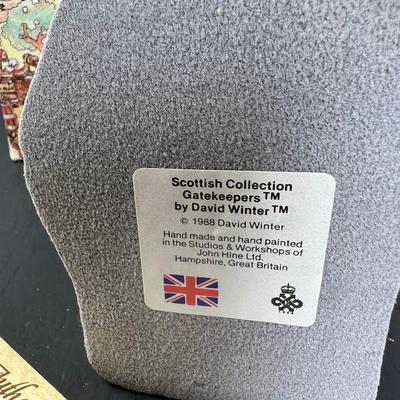 Scottish Collection
Gatekeepers™
by David Winter™
© 1988 David Winter
Hand made and hand painted
in the Studios & Workshops of
John Hine Ltd.
Hampshire, Great Britain